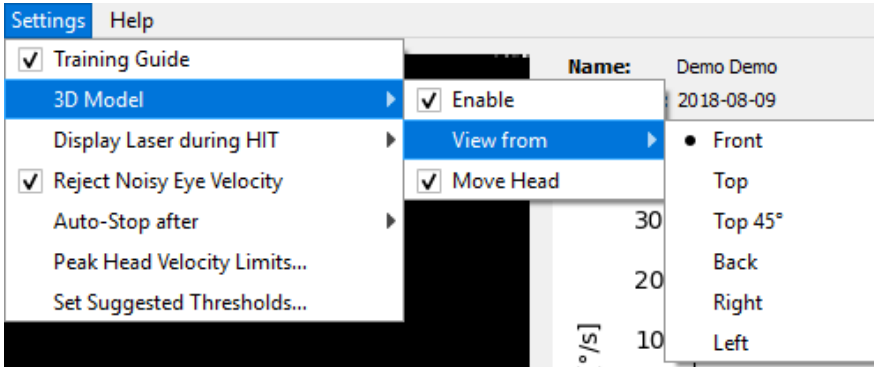 Settings Help
Training Guide
3D Model
Display Laser during HIT
Reject Noisy Eye Velocity
Auto-Stop after
Peak Head Velocity Limits...
Set Suggested Thresholds...
Enable
View from
Move Head
Front
Top
Top 45°
Back
Right
Left
Name: Demo Demo
2018-08-09
30
20
10
°/s]